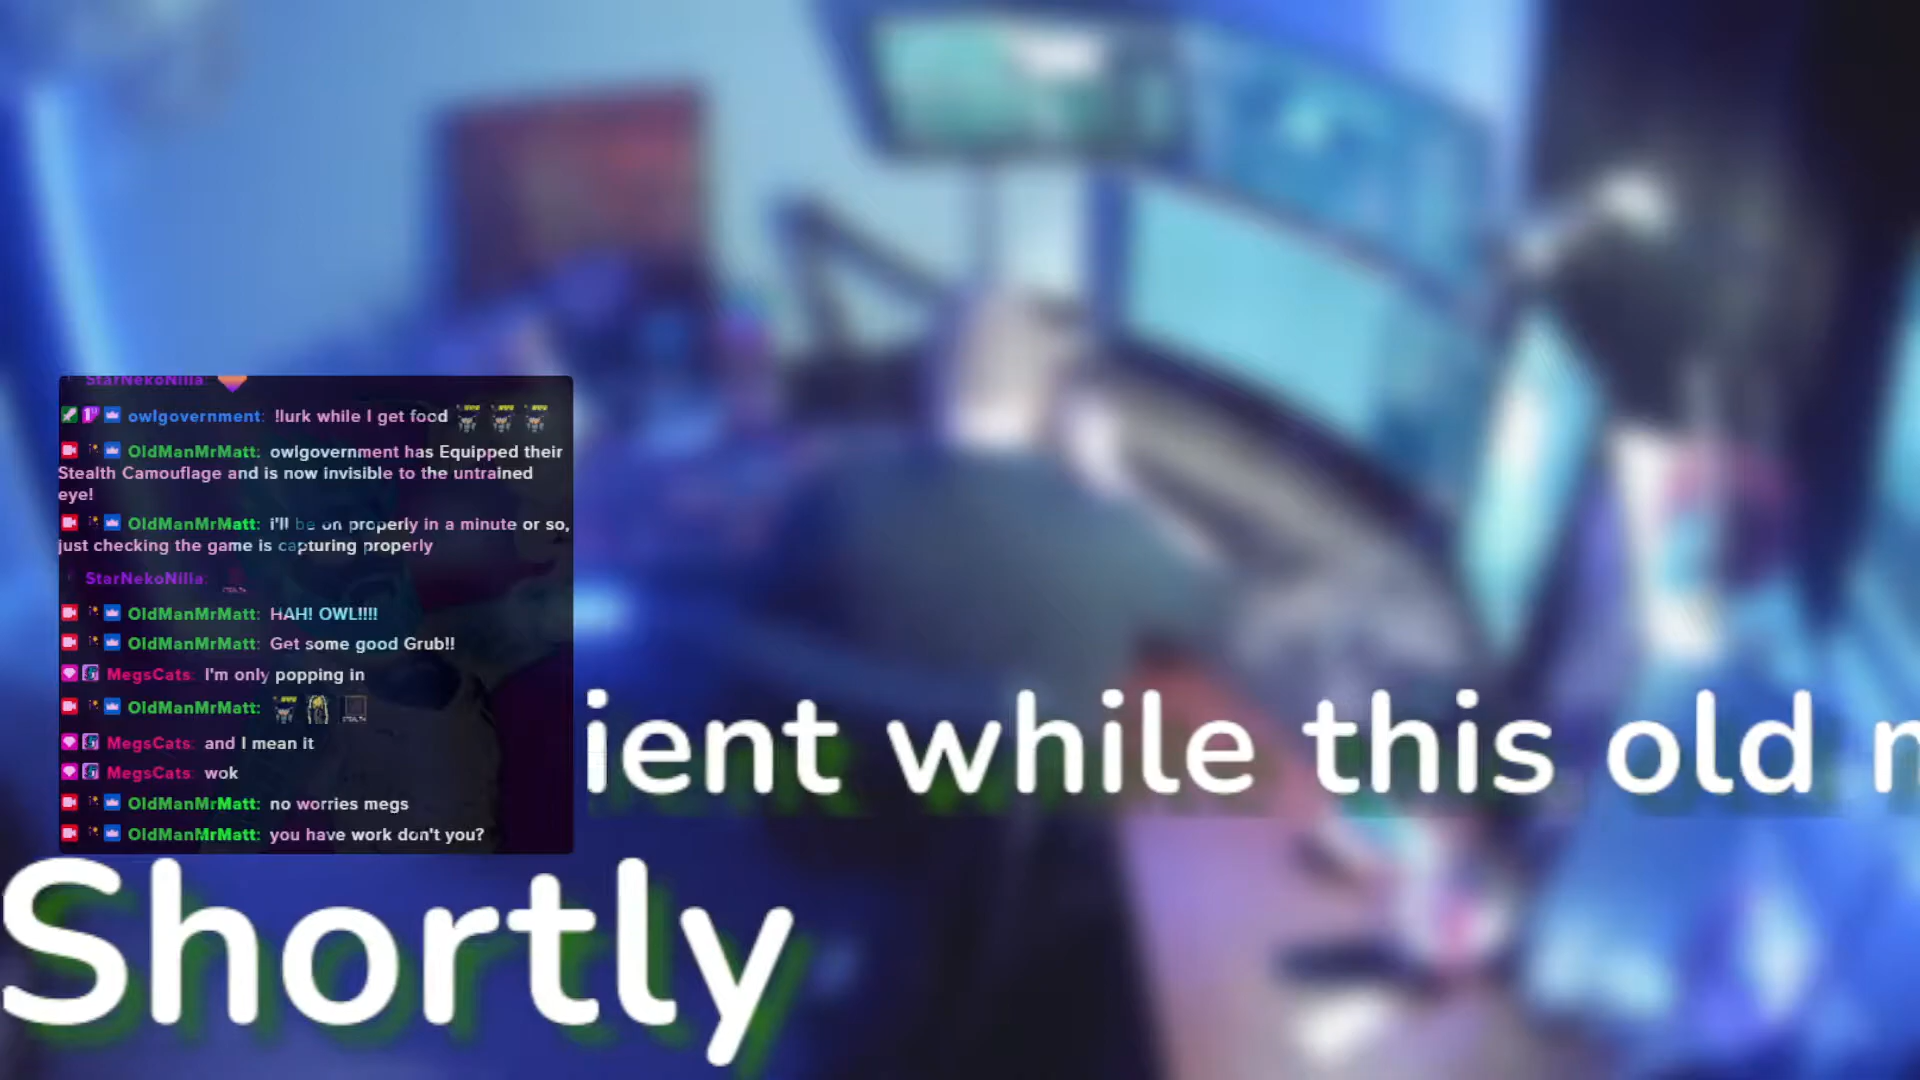 StarNekoNilla:
owlgovernment: !lurk while I get food
OldManMrMatt: owlgovernment has Equipped their
Stealth Camouflage and is now invisible to the untrained
eye!
OldManMrMatt: i'll be on properly in a minute or so,
just checking the game is capturing properly
StarNekoNilla:
OldManMrMatt: HAH! OWL!!!!
OldManMrMatt: Get some good Grub!!
MegsCats: I'm only popping in
OldManMrMatt:
MegsCats: and I mean it
MegsCats: wok
OldManMrMatt: no worries megs
OldManMrMatt: you have work don't you?
ient while this old
Shortly